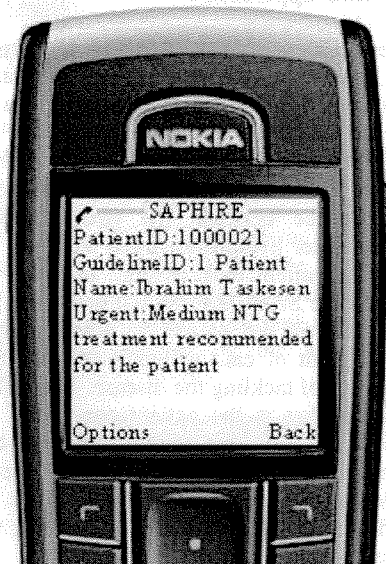 NOKIA
SAPHIRE
PatientID:1000021
GuidelineID:1 Patient
Name:Ibrahim Taskesen
Urgent:Medium NTG
treatment recommended
for the patient
Options Back